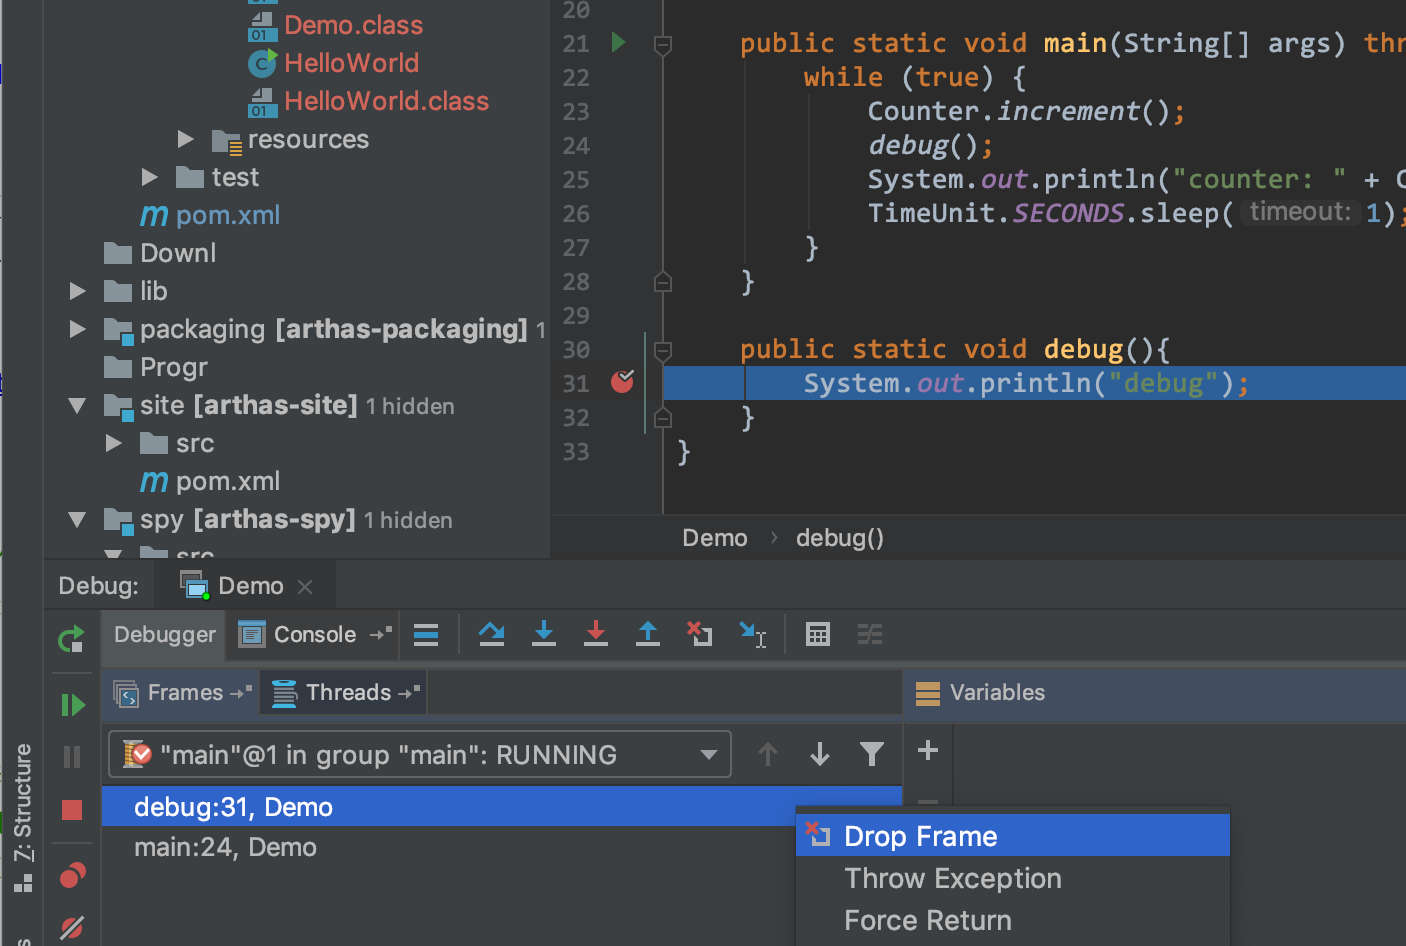 Demo.class
HelloWorld
HelloWorld.class
resources
test
pom.xml
Downl
lib
packaging [arthas-packaging] 1
Progr
site [arthas-site] 1 hidden
src
pom.xml
spy [arthas-spy] 1 hidden
src
20
21 public static void main(String[] args) thr
22 while (true) {
23 Counter.increment();
24 debug();
25 System.out.println("counter: " + C
26 TimeUnit.SECONDS.sleep( timeout: 1);
27 }
28 }
29
30 public static void debug(){
31 System.out.println("debug");
32 }
33 }
Demo › debug()
Debug: Demo
Debugger Console
Frames Threads Variables
"main"@1 in group "main": RUNNING
debug:31, Demo
main:24, Demo
Drop Frame
Throw Exception
Force Return
Z: Structure